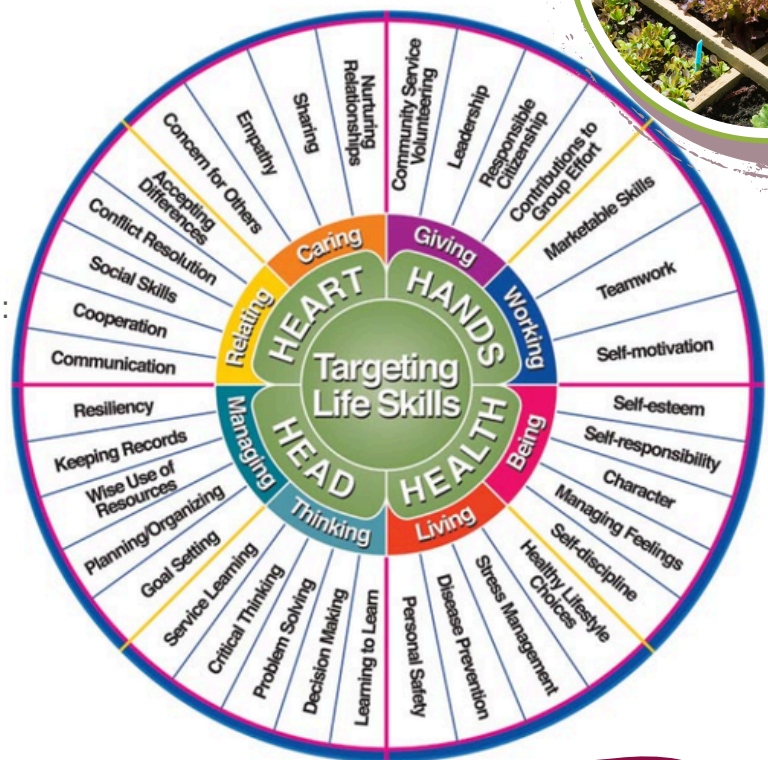 Targeting
Life Skills
HEART
HANDS
HEALTH
HEAD
Caring
Giving
Working
Being
Living
Thinking
Managing
Relating
Nurturing
Relationships
Sharing
Empathy
Concern for Others
Accepting
Differences
Conflict Resolution
Social Skills
Cooperation
Communication
Community Service
Volunteering
Leadership
Responsible
Citizenship
Contributions to
Group Effort
Marketable Skills
Teamwork
Self-motivation
Self-esteem
Self-responsibility
Character
Managing Feelings
Self-discipline
Healthy Lifestyle
Choices
Stress Management
Disease Prevention
Personal Safety
Learning to Learn
Decision Making
Problem Solving
Critical Thinking
Service Learning
Goal Setting
Planning/Organizing
Wise Use of
Resources
Keeping Records
Resiliency
: